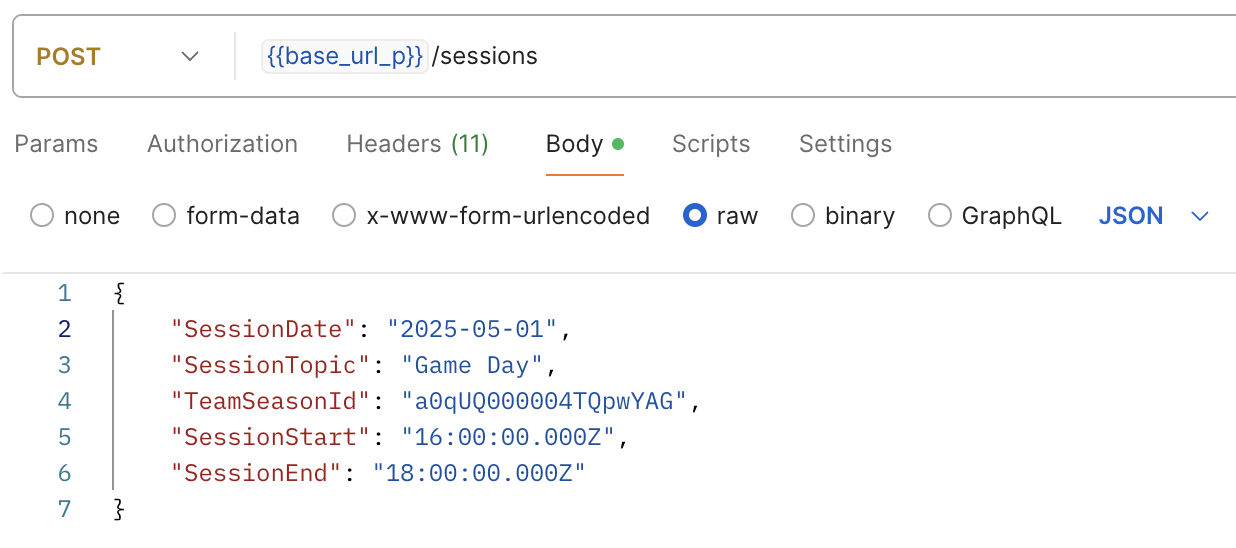 POST {{base_url_p}}/sessions
Params Authorization Headers (11) Body Scripts Settings
none form-data x-www-form-urlencoded raw binary GraphQL JSON
1 {
2 "SessionDate": "2025-05-01",
3 "SessionTopic": "Game Day",
4 "TeamSeasonId": "a0qUQ000004TQpwYAG",
5 "SessionStart": "16:00:00.000Z",
6 "SessionEnd": "18:00:00.000Z"
7 }